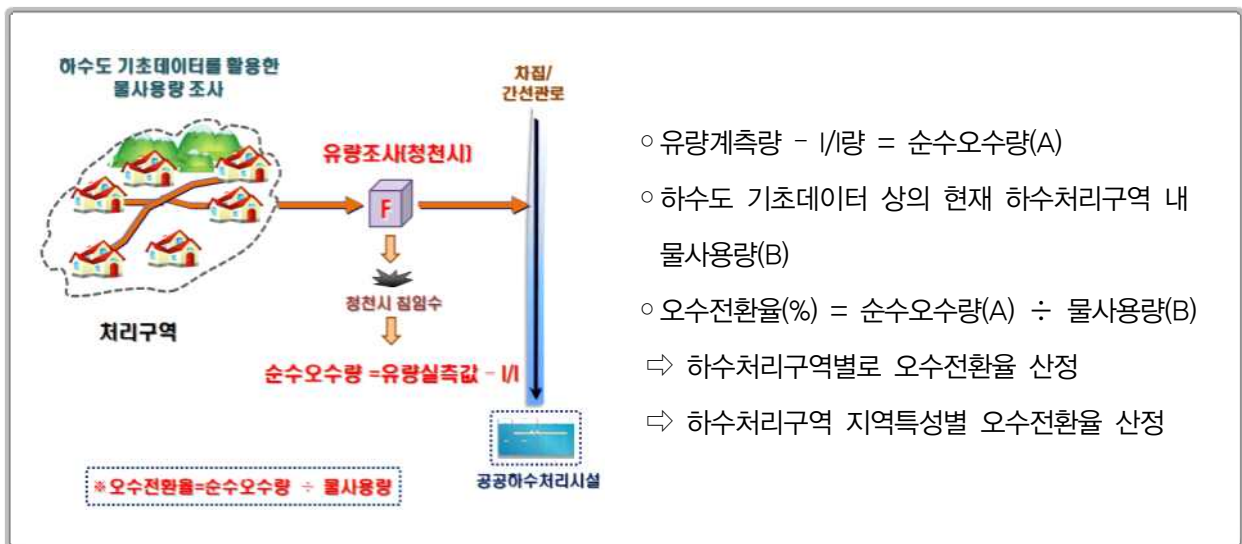 하수도 기초데이터를 활용한
물사용량 조사
차집/
간선관로
유량조사(청천시)
F
청천시 침입수
처리구역
순수오수량 =유량실측값 - I/I
※오수전환율=순수오수량 ÷ 물사용량
공공하수처리시설
○ 유량계측량 - I/I량 = 순수오수량(A)
○ 하수도 기초데이터 상의 현재 하수처리구역 내
물사용량(B)
○ 오수전환율(%) = 순수오수량(A) ÷ 물사용량(B)
⇨ 하수처리구역별로 오수전환율 산정
⇨ 하수처리구역 지역특성별 오수전환율 산정